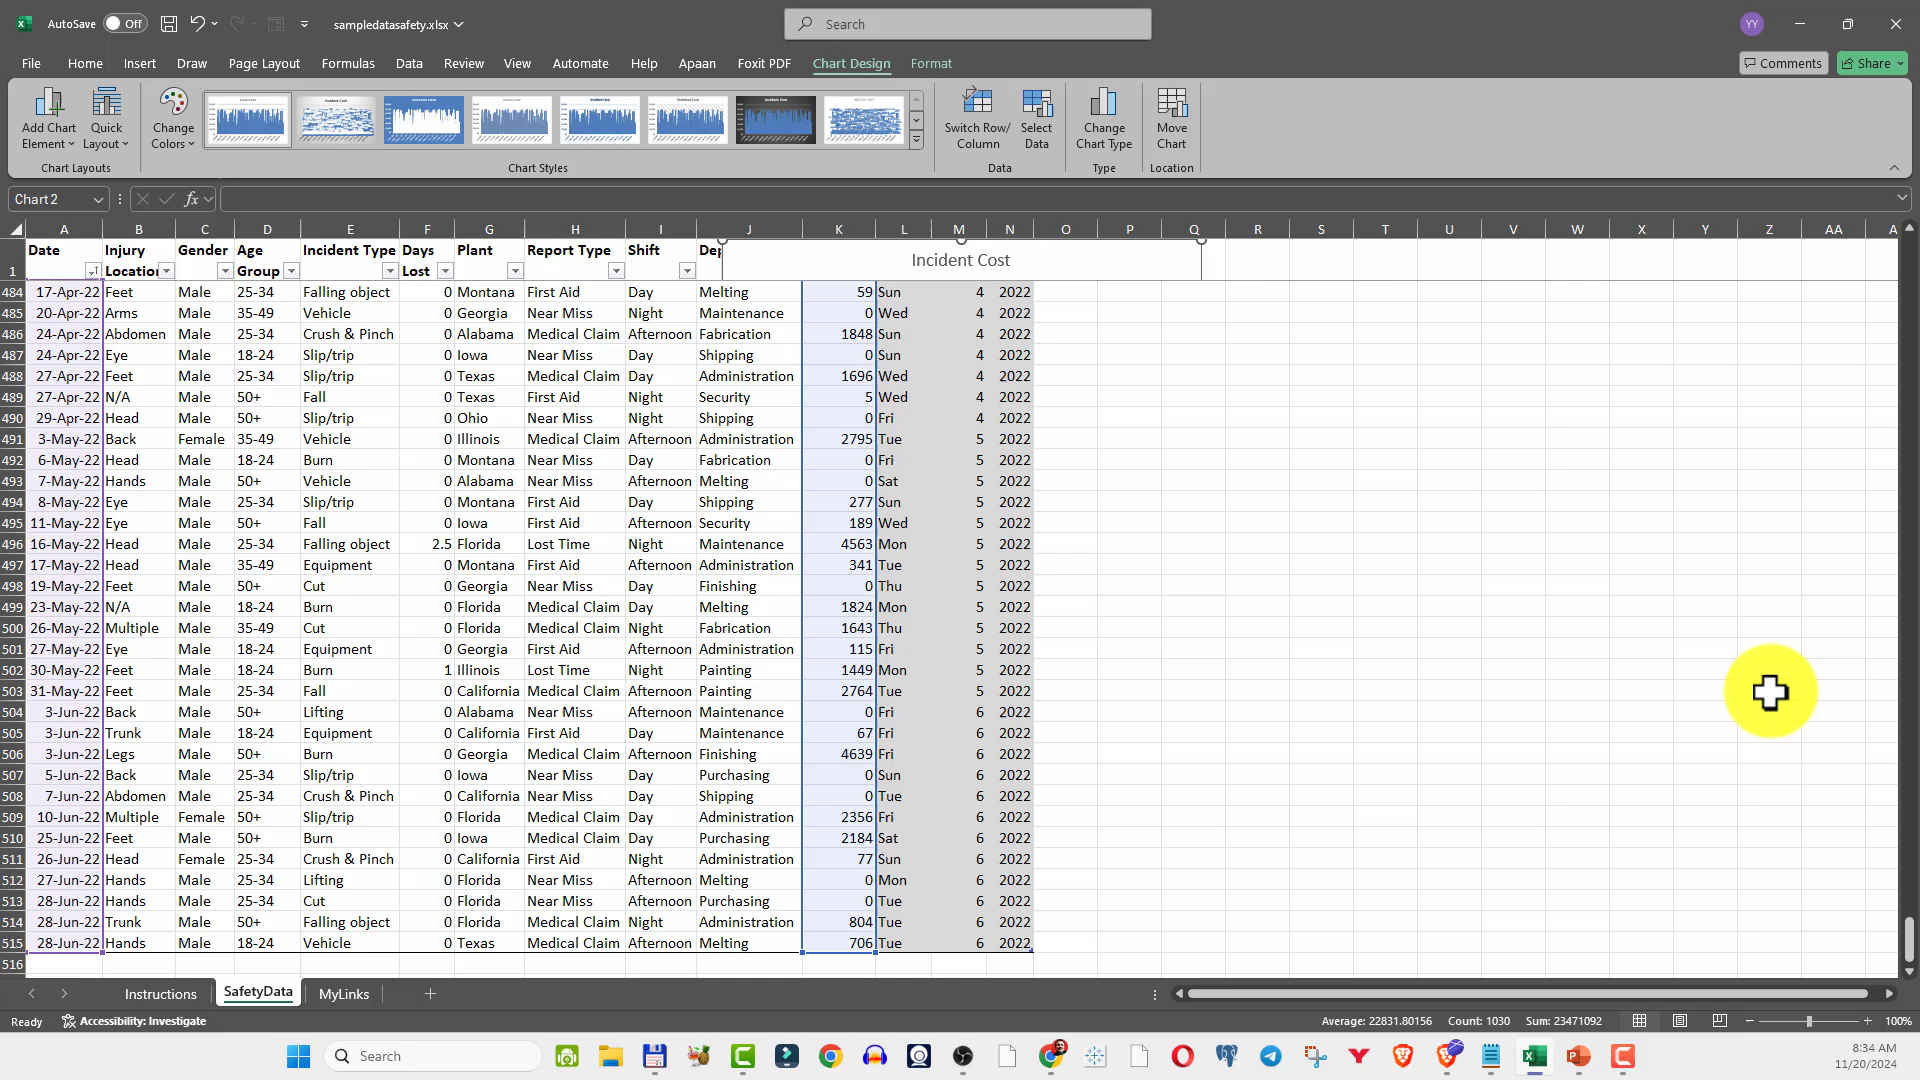 AutoSave Off sampledatasafety.xlsx Search YY
File Home Insert Draw Page Layout Formulas Data Review View Automate Help Apaan Foxit PDF Chart Design Format Comments Share
Add Chart Element Quick Layout Change Colors Switch Row/ Column Select Data Change Chart Type Move Chart
Chart Layouts Chart Styles Data Type Location
Chart 2 fx
A B C D E F G H I J K L M N O P Q R S T U V W X Y Z AA A
1 Date Injury Location Gender Age Group Incident Type Days Lost Plant Report Type Shift Dep Incident Cost
484 17-Apr-22 Feet Male 25-34 Falling object 0 Montana First Aid Day Melting 59 Sun 4 2022
485 20-Apr-22 Arms Male 35-49 Vehicle 0 Georgia Near Miss Night Maintenance 0 Wed 4 2022
486 24-Apr-22 Abdomen Male 25-34 Crush & Pinch 0 Alabama Medical Claim Afternoon Fabrication 1848 Sun 4 2022
487 24-Apr-22 Eye Male 18-24 Slip/trip 0 Iowa Near Miss Day Shipping 0 Sun 4 2022
488 27-Apr-22 Feet Male 25-34 Slip/trip 0 Texas Medical Claim Day Administration 1696 Wed 4 2022
489 27-Apr-22 N/A Male 50+ Fall 0 Texas First Aid Night Security 5 Wed 4 2022
490 29-Apr-22 Head Male 50+ Slip/trip 0 Ohio Near Miss Night Shipping 0 Fri 4 2022
491 3-May-22 Back Female 35-49 Vehicle 0 Illinois Medical Claim Afternoon Administration 2795 Tue 5 2022
492 6-May-22 Head Male 18-24 Burn 0 Montana Near Miss Day Fabrication 0 Fri 5 2022
493 7-May-22 Hands Male 50+ Vehicle 0 Alabama Near Miss Afternoon Melting 0 Sat 5 2022
494 8-May-22 Eye Male 25-34 Slip/trip 0 Montana First Aid Day Shipping 277 Sun 5 2022
495 11-May-22 Eye Male 50+ Fall 0 Iowa First Aid Afternoon Security 189 Wed 5 2022
496 16-May-22 Head Male 25-34 Falling object 2.5 Florida Lost Time Night Maintenance 4563 Mon 5 2022
497 17-May-22 Head Male 35-49 Equipment 0 Montana First Aid Afternoon Administration 341 Tue 5 2022
498 19-May-22 Feet Male 50+ Cut 0 Georgia Near Miss Day Finishing 0 Thu 5 2022
499 23-May-22 N/A Male 18-24 Burn 0 Florida Medical Claim Day Melting 1824 Mon 5 2022
500 26-May-22 Multiple Male 35-49 Cut 0 Florida Medical Claim Night Fabrication 1643 Thu 5 2022
501 27-May-22 Eye Male 18-24 Equipment 0 Georgia First Aid Afternoon Administration 115 Fri 5 2022
502 30-May-22 Feet Male 18-24 Burn 1 Illinois Lost Time Night Painting 1449 Mon 5 2022
503 31-May-22 Feet Male 25-34 Fall 0 California Medical Claim Afternoon Painting 2764 Tue 5 2022
504 3-Jun-22 Back Male 50+ Lifting 0 Alabama Near Miss Afternoon Maintenance 0 Fri 6 2022
505 3-Jun-22 Trunk Male 18-24 Equipment 0 California First Aid Day Maintenance 67 Fri 6 2022
506 3-Jun-22 Legs Male 50+ Burn 0 Georgia Medical Claim Afternoon Finishing 4639 Fri 6 2022
507 5-Jun-22 Back Male 25-34 Slip/trip 0 Iowa Near Miss Day Purchasing 0 Sun 6 2022
508 7-Jun-22 Abdomen Male 25-34 Crush & Pinch 0 California Near Miss Day Shipping 0 Tue 6 2022
509 10-Jun-22 Multiple Female 50+ Slip/trip 0 Florida Medical Claim Day Administration 2356 Fri 6 2022
510 25-Jun-22 Feet Male 50+ Burn 0 Iowa Medical Claim Day Purchasing 2184 Sat 6 2022
511 26-Jun-22 Head Female 25-34 Crush & Pinch 0 California First Aid Night Administration 77 Sun 6 2022
512 27-Jun-22 Hands Male 25-34 Lifting 0 Florida Near Miss Afternoon Melting 0 Mon 6 2022
513 28-Jun-22 Hands Male 25-34 Cut 0 Florida Near Miss Afternoon Purchasing 0 Tue 6 2022
514 28-Jun-22 Trunk Male 50+ Falling object 0 Florida Medical Claim Night Administration 804 Tue 6 2022
515 28-Jun-22 Hands Male 18-24 Vehicle 0 Texas Medical Claim Afternoon Melting 706 Tue 6 2022
516
Instructions SafetyData MyLinks
Ready Accessibility: Investigate Average: 22831.80156 Count: 1030 Sum: 23471092 100%
Search 8:34 AM
11/20/2024